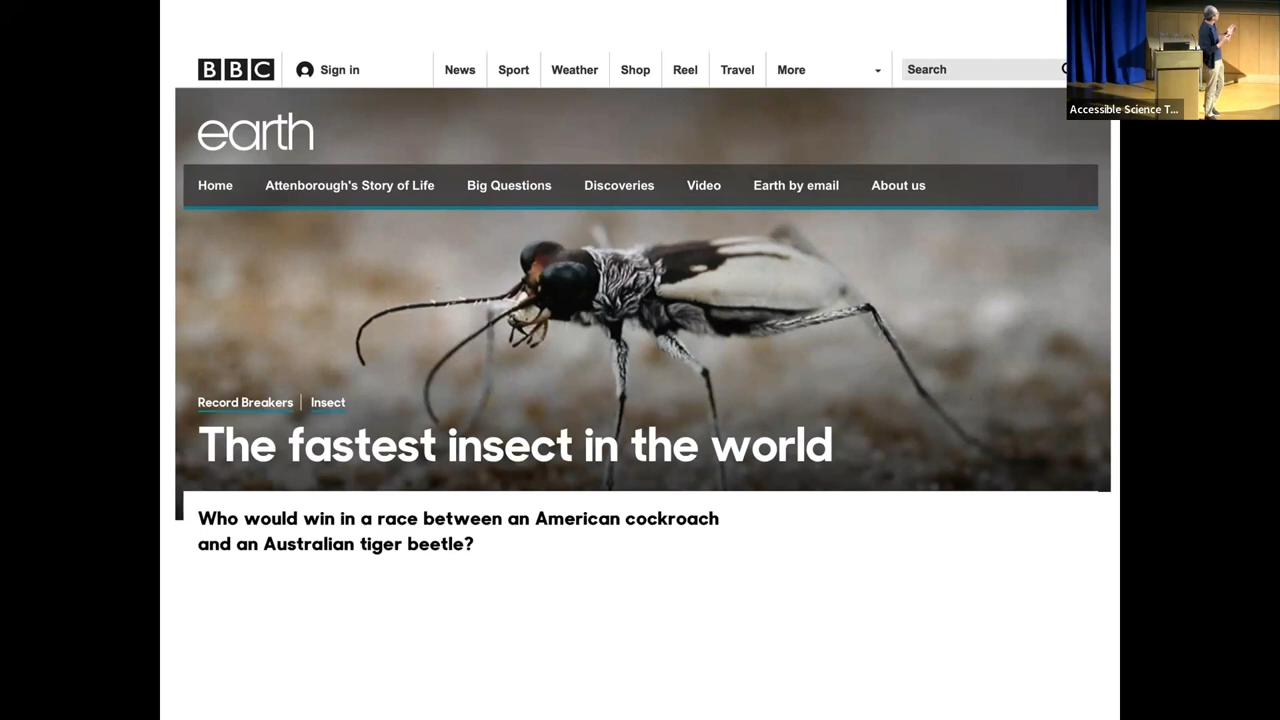 BBC
Sign in
News
Sport
Weather
Shop
Reel
Travel
More
Search
Accessible Science T...
earth
Home
Attenborough's Story of Life
Big Questions
Discoveries
Video
Earth by email
About us
Record Breakers
Insect
The fastest insect in the world
Who would win in a race between an American cockroach
and an Australian tiger beetle?